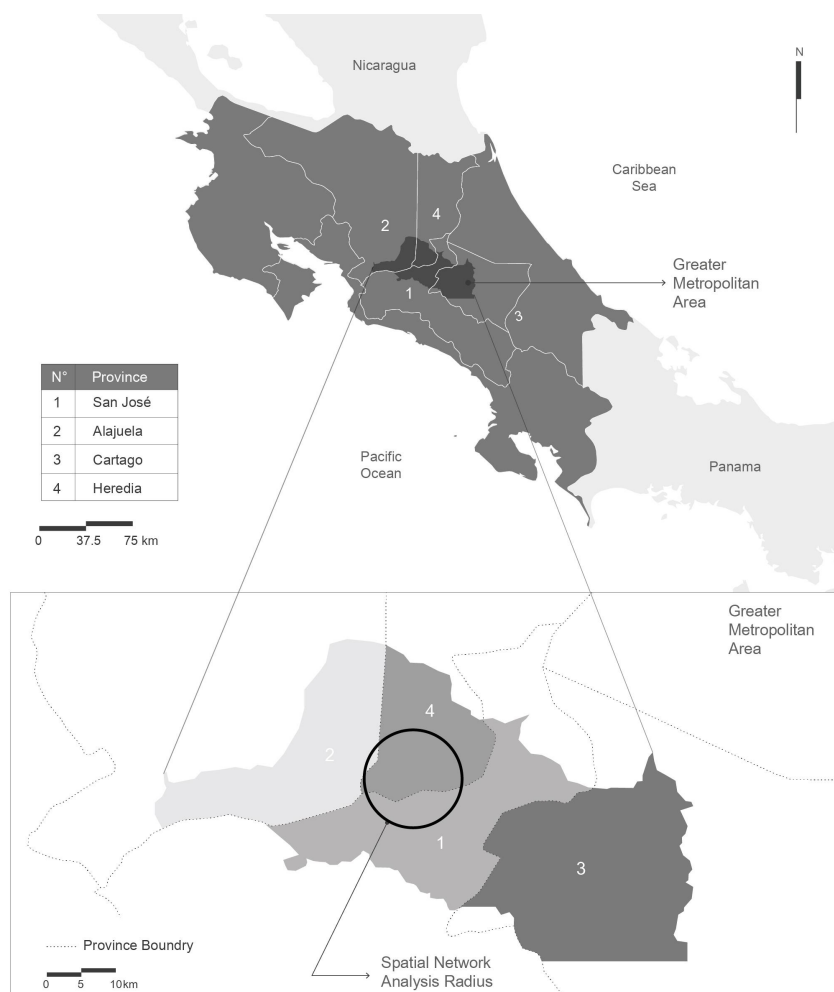 Nicaragua
N
Caribbean
Sea
2
4
Greater
Metropolitan
Area
1
3
N° Province
1 San José
2 Alajuela
3 Cartago
4 Heredia
Pacific
Ocean
Panama
0 37.5 75 km
Greater
Metropolitan
Area
4
2
1
3
Province Boundry
Spatial Network
Analysis Radius
0 5 10km